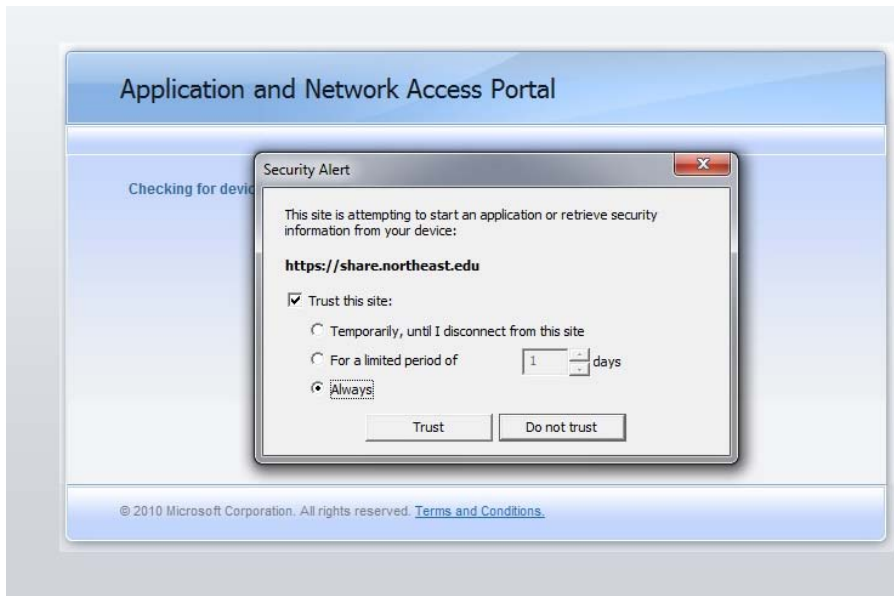 Application and Network Access Portal
Security Alert
Checking for devic
This site is attempting to start an application or retrieve security
information from your device:
https://share.northeast.edu
Trust this site:
Temporarily, until I disconnect from this site
For a limited period of 1 days
Always
Trust Do not trust
© 2010 Microsoft Corporation. All rights reserved. Terms and Conditions.